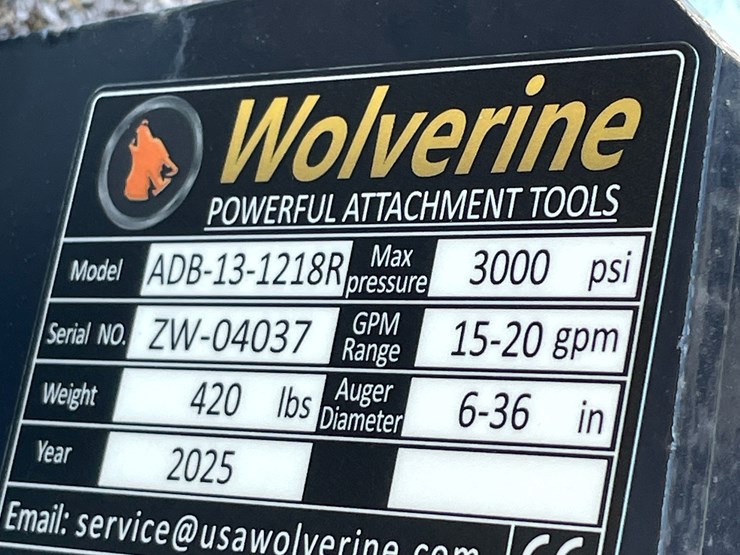 Wolverine
POWERFUL ATTACHMENT TOOLS
Model ADB-13-1218R Max pressure 3000 psi
Serial NO. ZW-04037 GPM Range 15-20 gpm
Weight 420 lbs Auger Diameter 6-36 in
Year 2025
Email: service@usawolverine.com